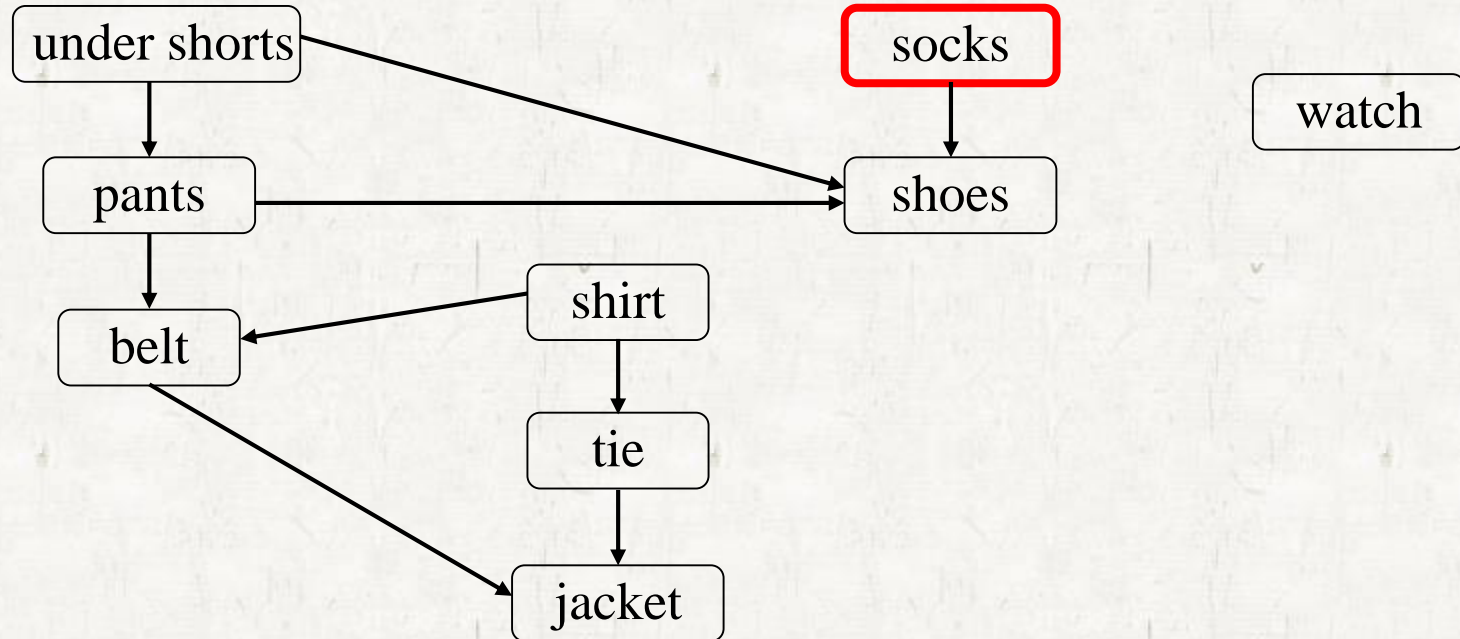 under shorts
socks
watch
pants
shoes
shirt
belt
tie
jacket